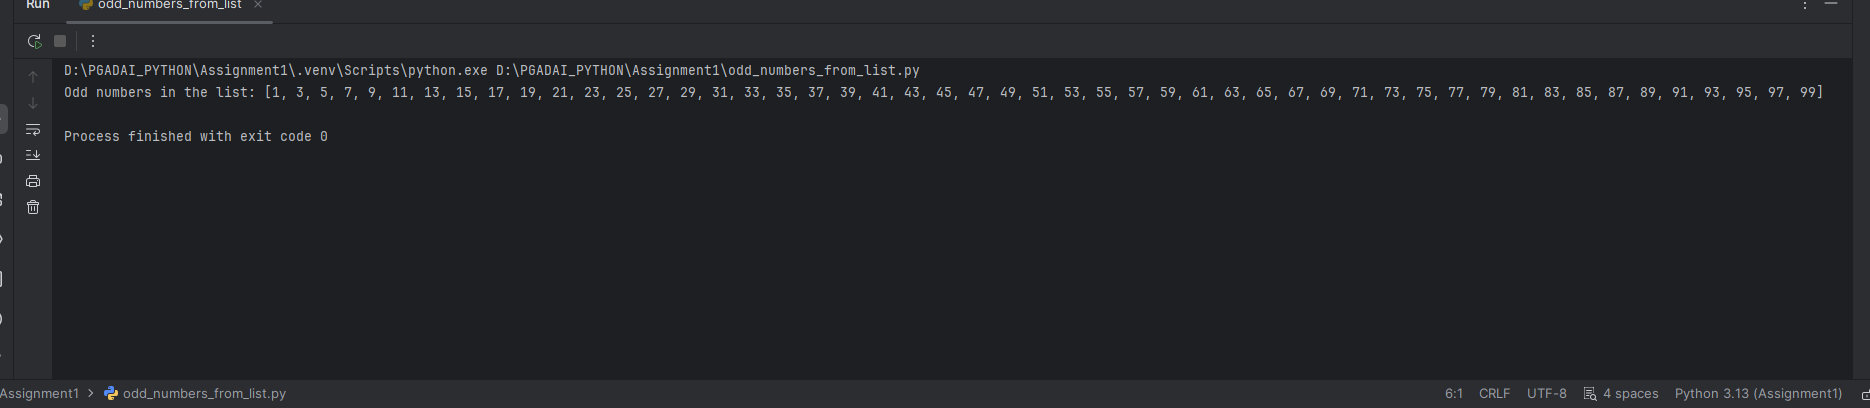 Run odd_numbers_from_list
D:\PGADAI_PYTHON\Assignment1\.venv\Scripts\python.exe D:\PGADAI_PYTHON\Assignment1\odd_numbers_from_list.py
Odd numbers in the list: [1, 3, 5, 7, 9, 11, 13, 15, 17, 19, 21, 23, 25, 27, 29, 31, 33, 35, 37, 39, 41, 43, 45, 47, 49, 51, 53, 55, 57, 59, 61, 63, 65, 67, 69, 71, 73, 75, 77, 79, 81, 83, 85, 87, 89, 91, 93, 95, 97, 99]
Process finished with exit code 0
Assignment1 > odd_numbers_from_list.py 6:1 CRLF UTF-8 4 spaces Python 3.13 (Assignment1)